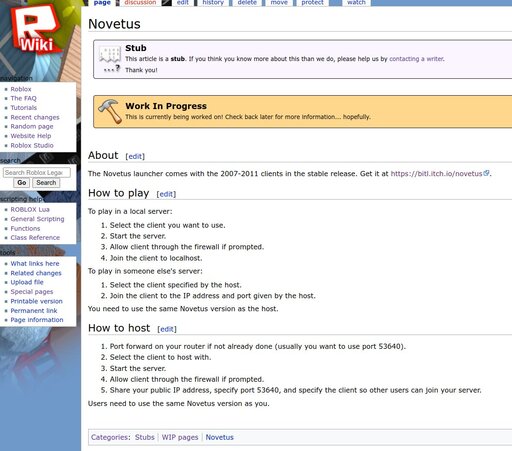 page discussion edit history delete move protect watch
R
Wiki
navigation
Roblox
The FAQ
Tutorials
Recent changes
Random page
Website Help
Roblox Studio
search
Search Roblox Lega
Go Search
scripting help
ROBLOX Lua
General Scripting
Functions
Class Reference
tools
What links here
Related changes
Upload file
Special pages
Printable version
Permanent link
Page information
Novetus
Stub
This article is a stub. If you think you know more about this than we do, please help us by contacting a writer.
Thank you!
Work In Progress
This is currently being worked on! Check back later for more information... hopefully.
About [edit]
The Novetus launcher comes with the 2007-2011 clients in the stable release. Get it at https://bitl.itch.io/novetus.
How to play [edit]
To play in a local server:
1. Select the client you want to use.
2. Start the server.
3. Allow client through the firewall if prompted.
4. Join the client to localhost.
To play in someone else's server:
1. Select the client specified by the host.
2. Join the client to the IP address and port given by the host.
You need to use the same Novetus version as the host.
How to host [edit]
1. Port forward on your router if not already done (usually you want to use port 53640).
2. Select the client to host with.
3. Start the server.
4. Allow client through the firewall if prompted.
5. Share your public IP address, specify port 53640, and specify the client so other users can join your server.
Users need to use the same Novetus version as you.
Categories: Stubs | WIP pages | Novetus